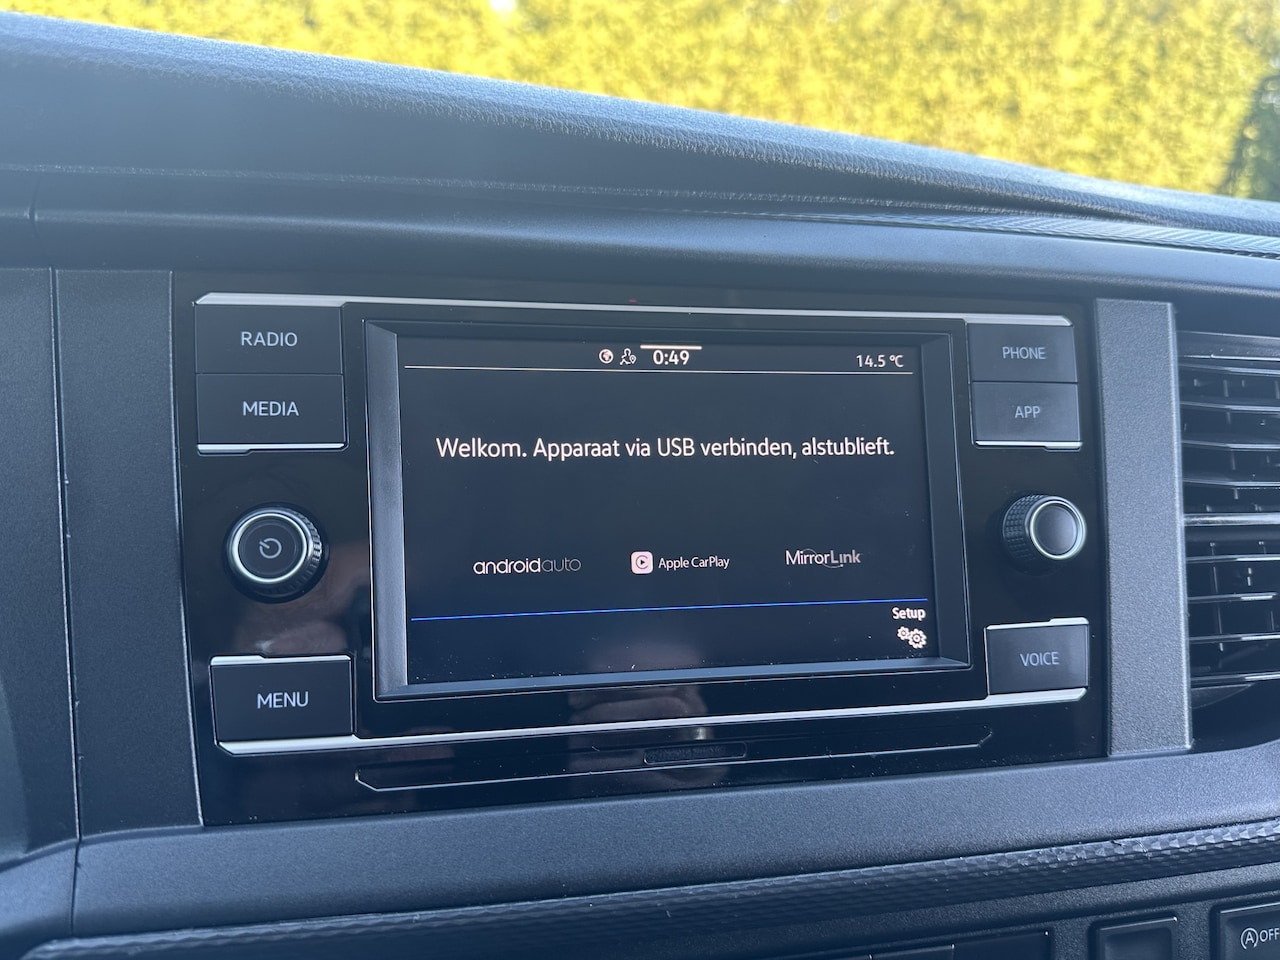 RADIO
MEDIA
MENU
0:49
14.5 °C
Welkom. Apparaat via USB verbinden, alstublieft.
androidauto
Apple CarPlay
MirrorLink
Setup
PHONE
APP
VOICE
A OFF